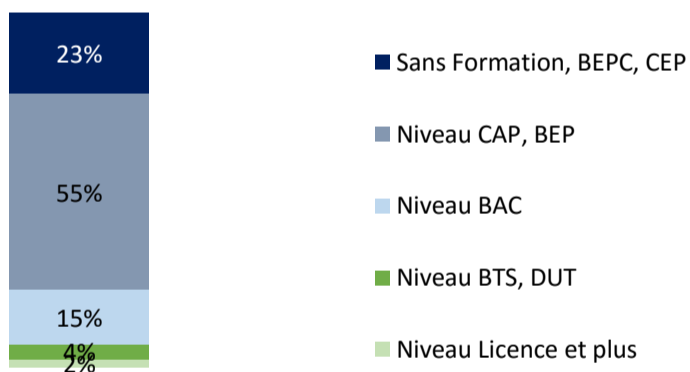 23%
55%
15%
4%
2%
Sans Formation, BEPC, CEP
Niveau CAP, BEP
Niveau BAC
Niveau BTS, DUT
Niveau Licence et plus